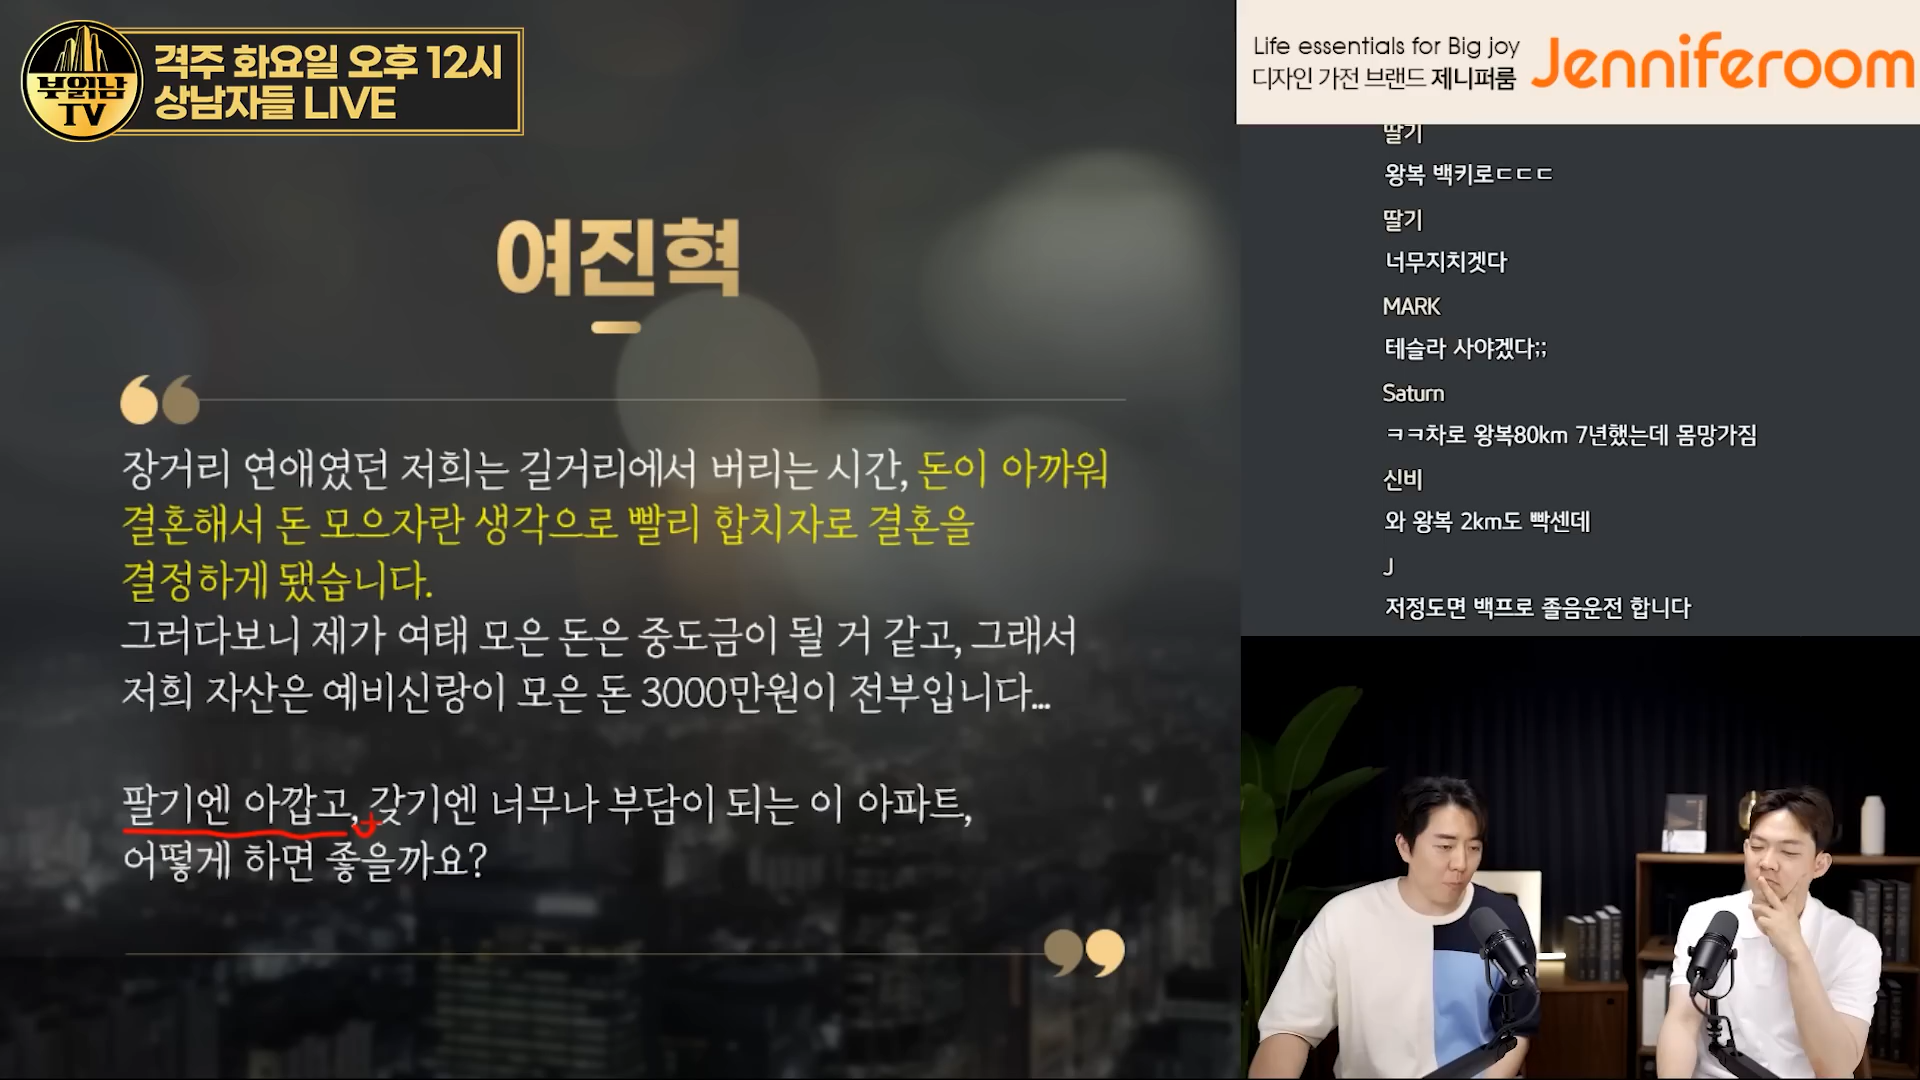 부읽남
TV
격주 화요일 오후 12시
상남자들 LIVE
여진혁
장거리 연애였던 저희는 길거리에서 버리는 시간, 돈이 아까워
결혼해서 돈 모으자란 생각으로 빨리 합치자로 결혼을
결정하게 됐습니다.
그러다보니 제가 여태 모은 돈은 중도금이 될 거 같고, 그래서
저희 자산은 예비신랑이 모은 돈 3000만원이 전부입니다...
팔기엔 아깝고, 갖기엔 너무나 부담이 되는 이 아파트,
어떻게 하면 좋을까요?
Life essentials for Big joy
디자인 가전 브랜드 제니퍼룸
Jenniferoom
딸기
왕복 백키로ㄷㄷㄷ
딸기
너무지치겟다
MARK
테슬라 사야겠다;;
Saturn
ㅋㅋ차로 왕복80km 7년했는데 몸망가짐
신비
와 왕복 2km도 빡센데
J
저정도면 백프로 졸음운전 합니다